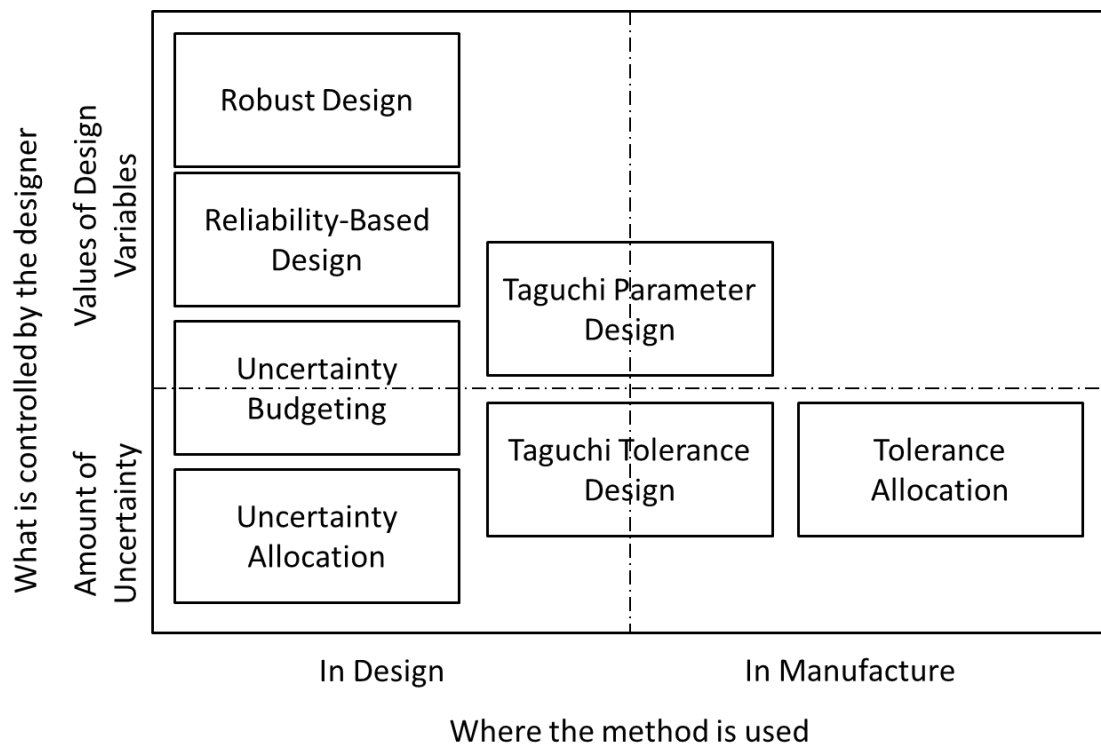 What is controlled by the designer
Values of Design
Variables
Amount of
Uncertainty
Robust Design
Reliability-Based
Design
Uncertainty
Budgeting
Uncertainty
Allocation
Taguchi Parameter
Design
Taguchi Tolerance
Design
Tolerance
Allocation
In Design
In Manufacture
Where the method is used